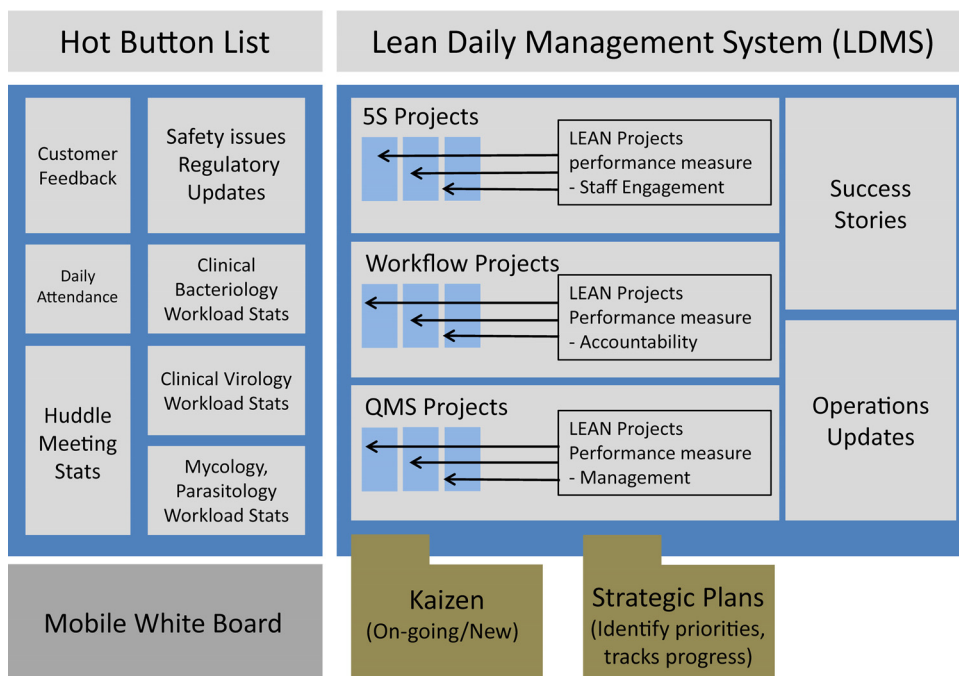 Hot Button List
Lean Daily Management System (LDMS)
Customer
Feedback
Safety issues
Regulatory
Updates
Daily
Attendance
Clinical
Bacteriology
Workload Stats
Huddle
Meeting
Stats
Clinical Virology
Workload Stats
Mycology,
Parasitology
Workload Stats
Mobile White Board
5S Projects
LEAN Projects
performance measure
- Staff Engagement
Workflow Projects
LEAN Projects
Performance measure
- Accountability
QMS Projects
LEAN Projects
Performance measure
- Management
Success
Stories
Operations
Updates
Kaizen
(On-going/New)
Strategic Plans
(Identify priorities,
tracks progress)